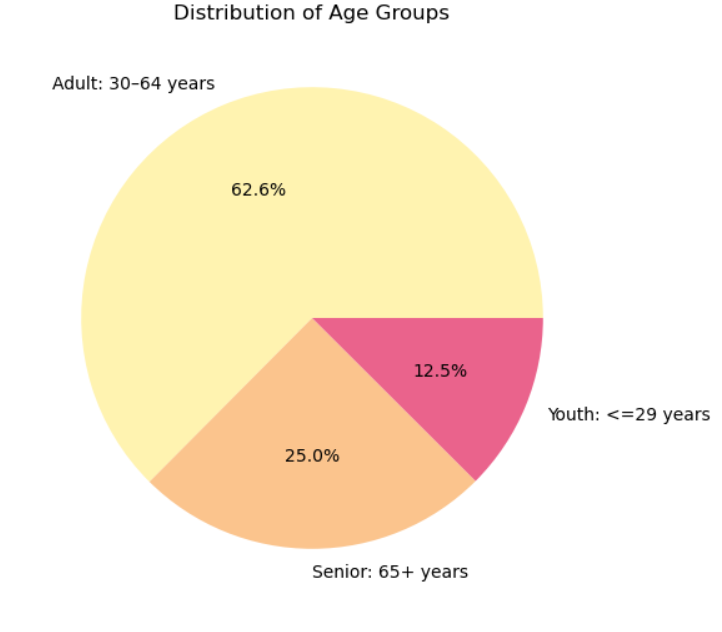 Distribution of Age Groups
Adult: 30–64 years
62.6%
12.5%
Youth: <=29 years
25.0%
Senior: 65+ years